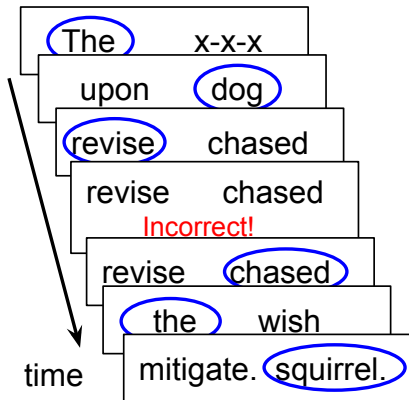 The x-x-x
upon dog
revise chased
revise chased
Incorrect!
revise chased
the wish
mitigate. squirrel.
time